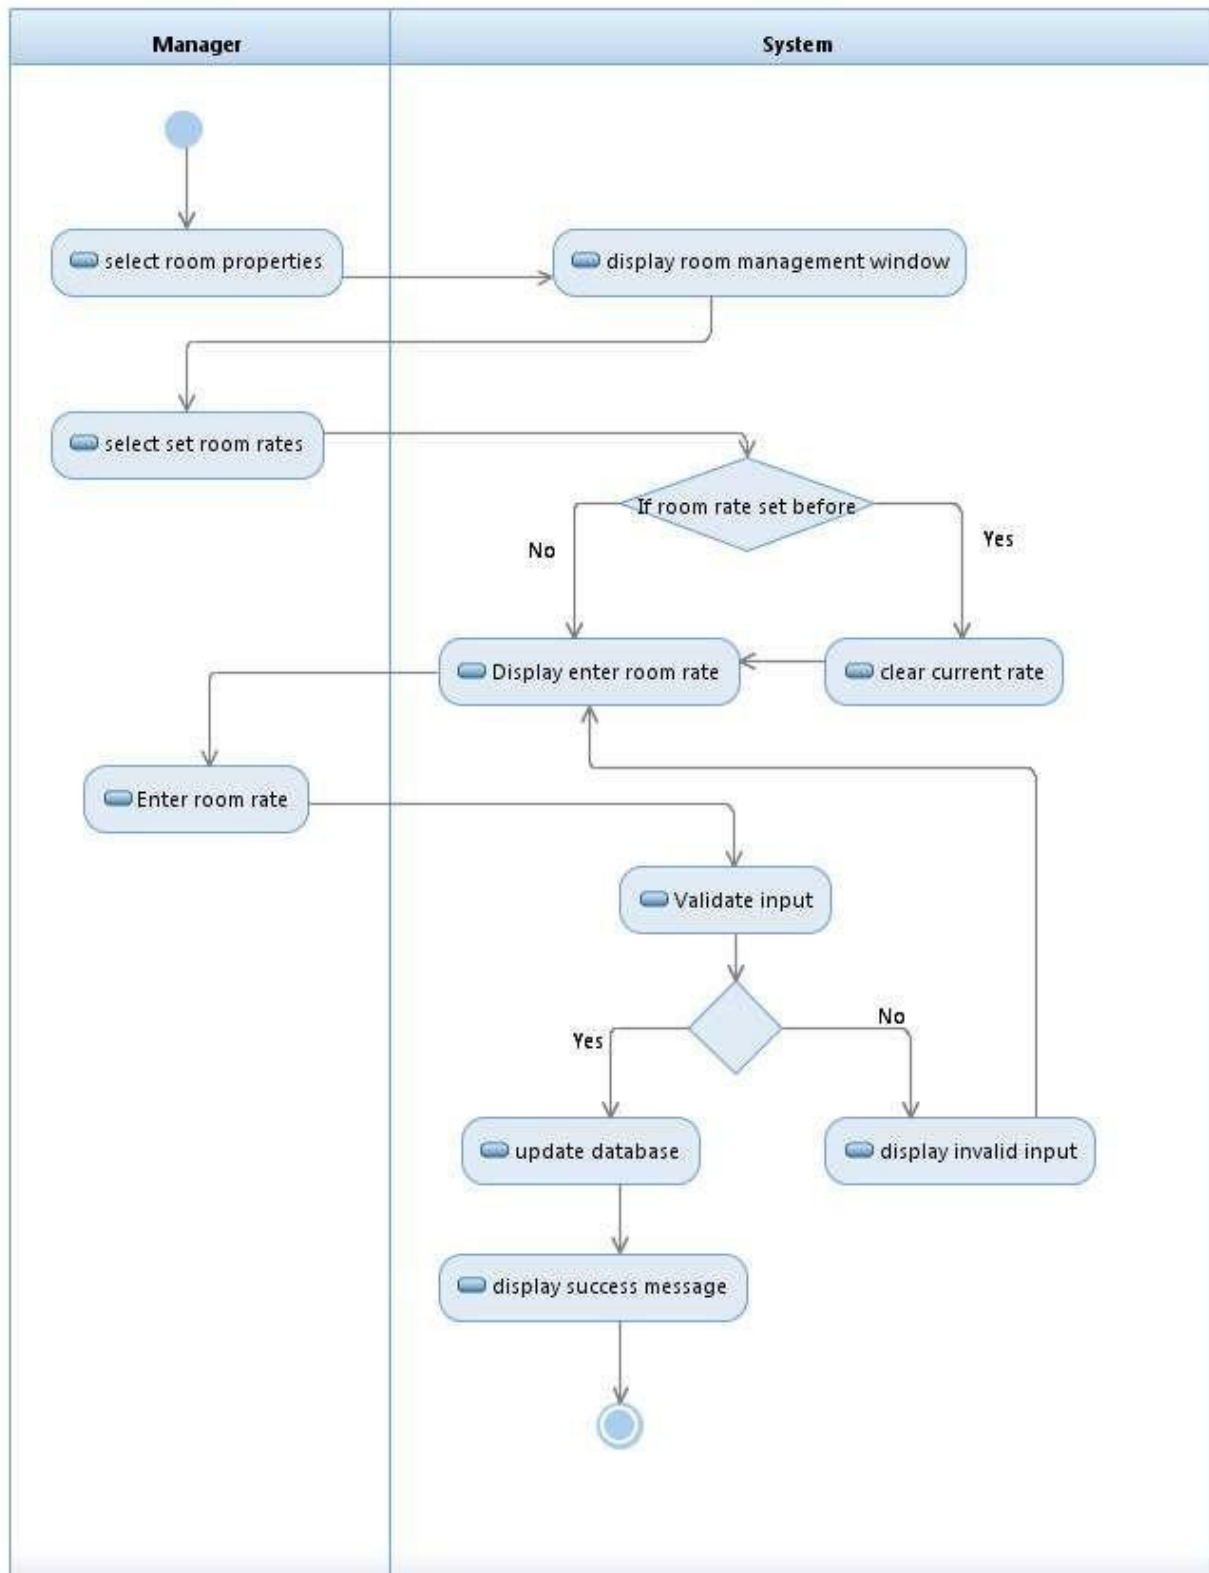 Manager
System
select room properties
display room management window
select set room rates
If room rate set before
No
Yes
Display enter room rate
clear current rate
Enter room rate
Validate input
Yes
No
update database
display invalid input
display success message